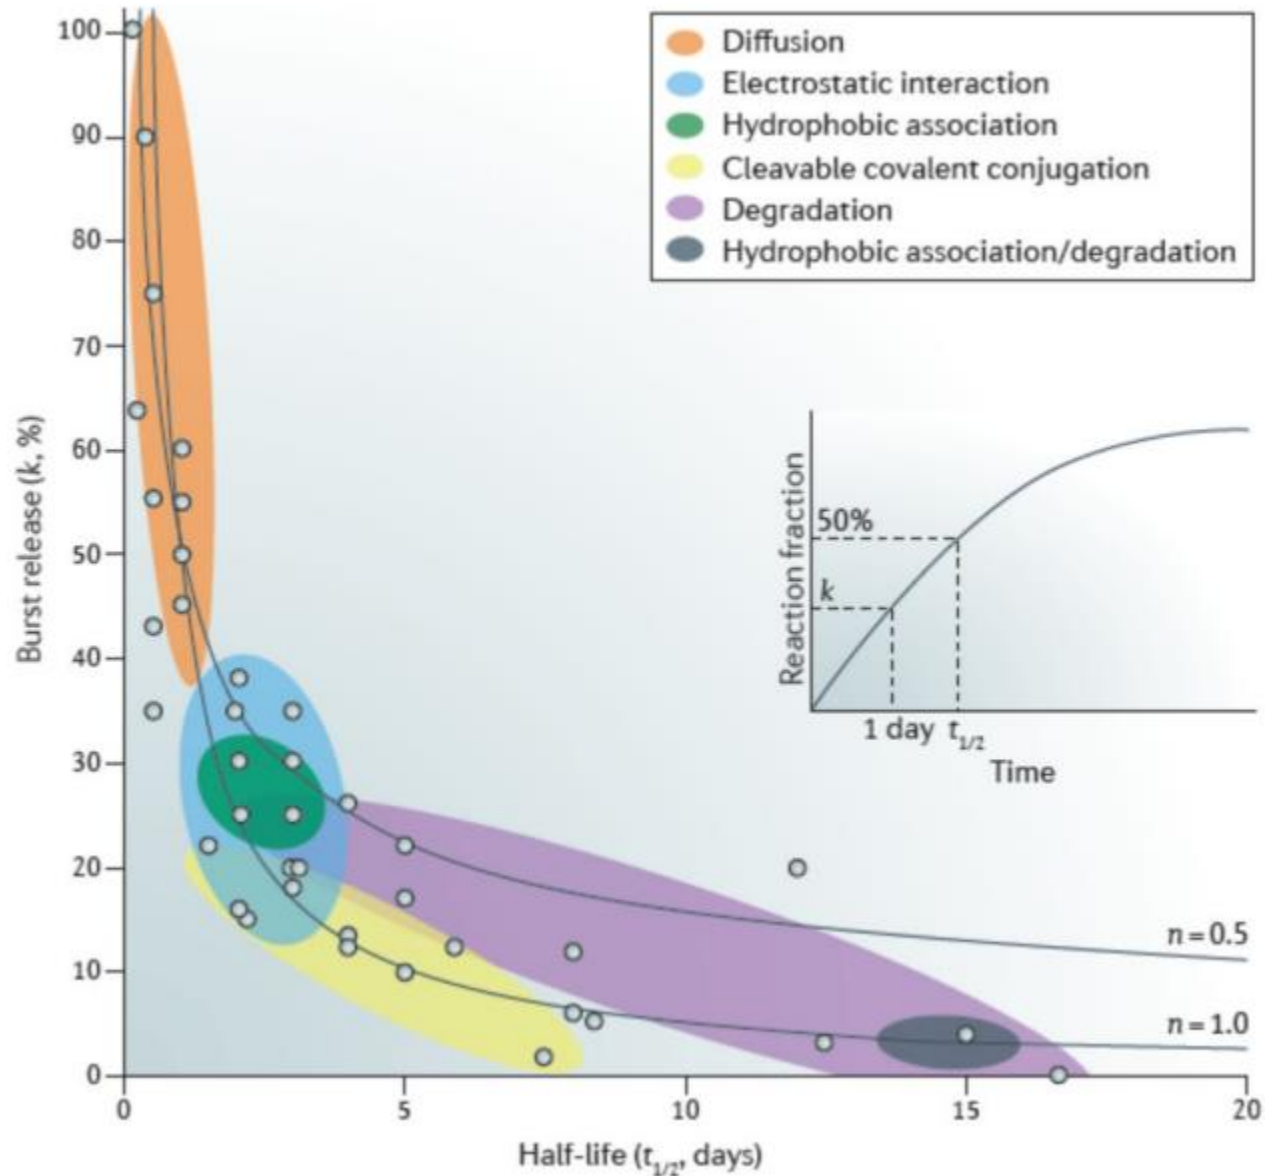 100
90
80
70
60
50
40
30
20
10
0
Burst release (k, %)
0
5
10
15
20
Half-life (t1/2, days)
Diffusion
Electrostatic interaction
Hydrophobic association
Cleavable covalent conjugation
Degradation
Hydrophobic association/degradation
Reaction fraction
50%
k
1 day t1/2
Time
n = 0.5
n = 1.0